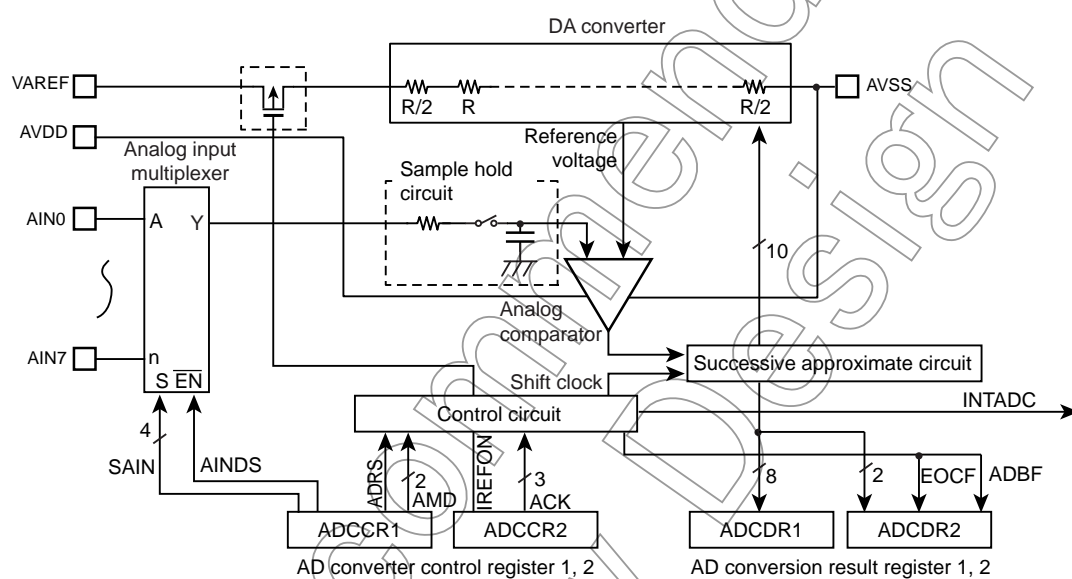 DA converter
VAREF
AVSS
R/2
R
R/2
AVDD
Analog input
multiplexer
Reference
voltage
Sample hold
circuit
AIN0
A
Y
10
Analog
comparator
AIN7
n
S EN
Successive approximate circuit
Shift clock
INTADC
Control circuit
4
SAIN
AINDS
ADRS
2
AMD
IREFON
3
ACK
8
2
EOCF
ADBF
ADCCR1
ADCCR2
ADCDR1
ADCDR2
AD converter control register 1, 2
AD conversion result register 1, 2
Design